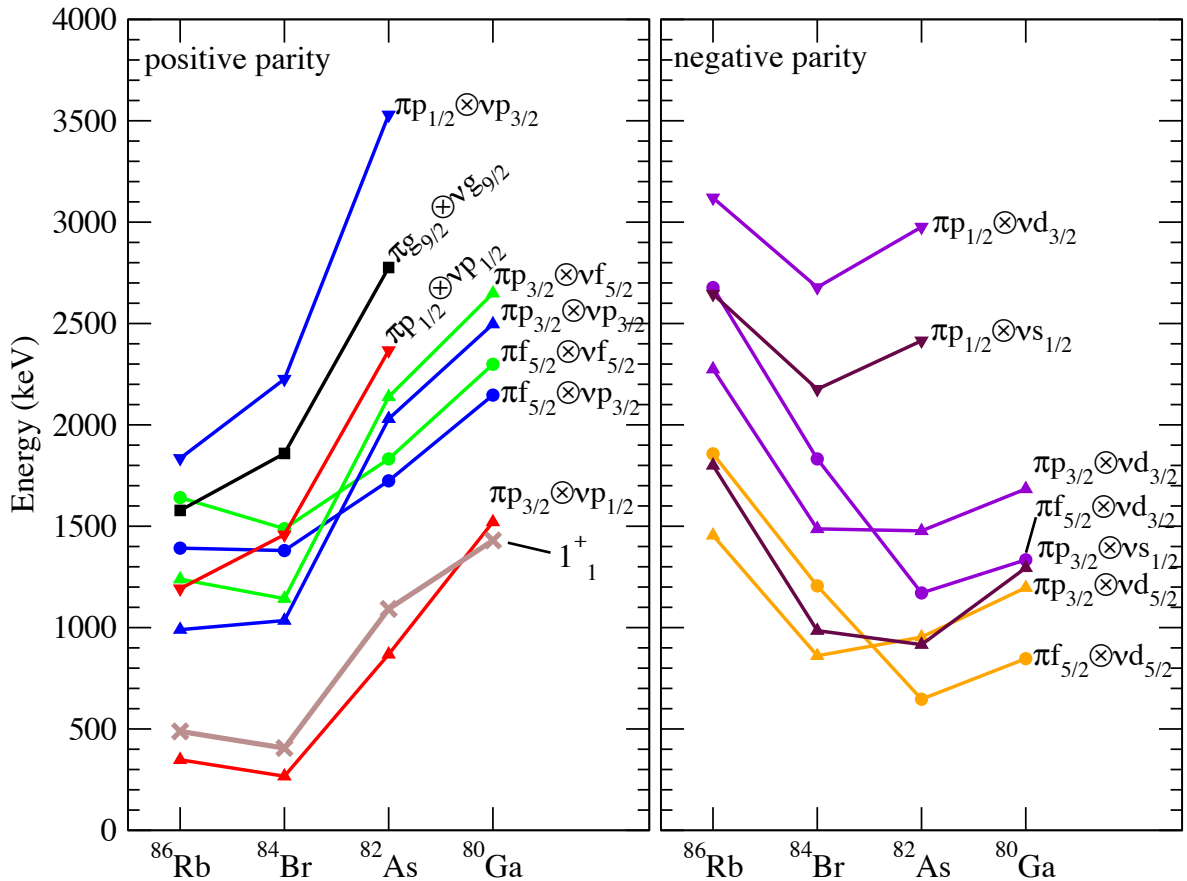 4000
3500
3000
2500
2000
1500
1000
500
0
Energy (keV)
positive parity
πp1/2⊗νp3/2
πg9/2⊕νg9/2
πp1/2⊕νp1/2
πp3/2⊗νf5/2
πp3/2⊗νp3/2
πf5/2⊗νf5/2
πf5/2⊗νp3/2
πp3/2⊗νp1/2
1+1
86Rb 84Br 82As 80Ga
negative parity
πp1/2⊗νd3/2
πp1/2⊗νs1/2
πp3/2⊗νd3/2
πf5/2⊗νd3/2
πp3/2⊗νs1/2
πp3/2⊗νd5/2
πf5/2⊗νd5/2
86Rb 84Br 82As 80Ga